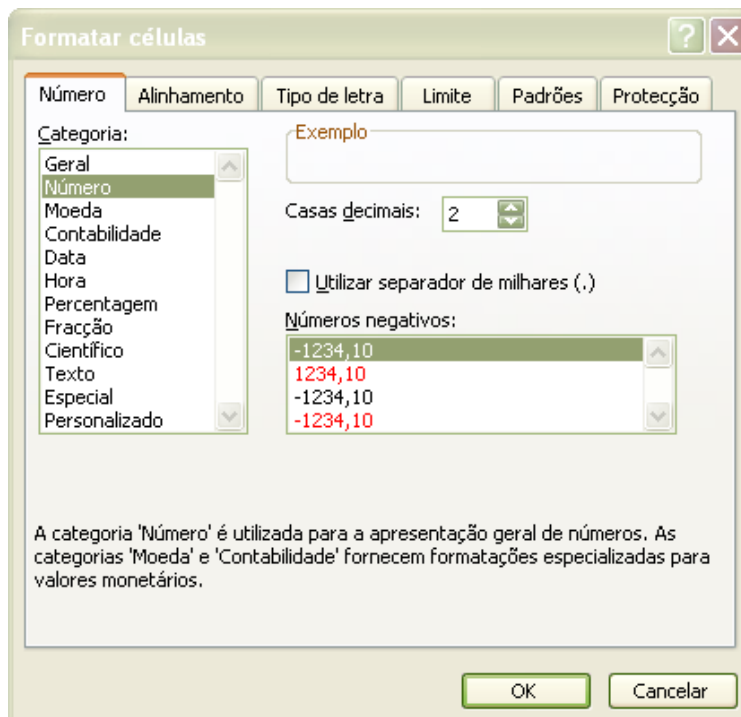 Formatar células
Número Alinhamento Tipo de letra Limite Padrões Protecção
Categoria:
Geral
Número
Moeda
Contabilidade
Data
Hora
Percentagem
Fracção
Científico
Texto
Especial
Personalizado
Exemplo
Casas decimais: 2
Utilizar separador de milhares (.)
Números negativos:
-1234,10
1234,10
-1234,10
-1234,10
A categoria 'Número' é utilizada para a apresentação geral de números. As
categorias 'Moeda' e 'Contabilidade' fornecem formatações especializadas para
valores monetários.
OK Cancelar